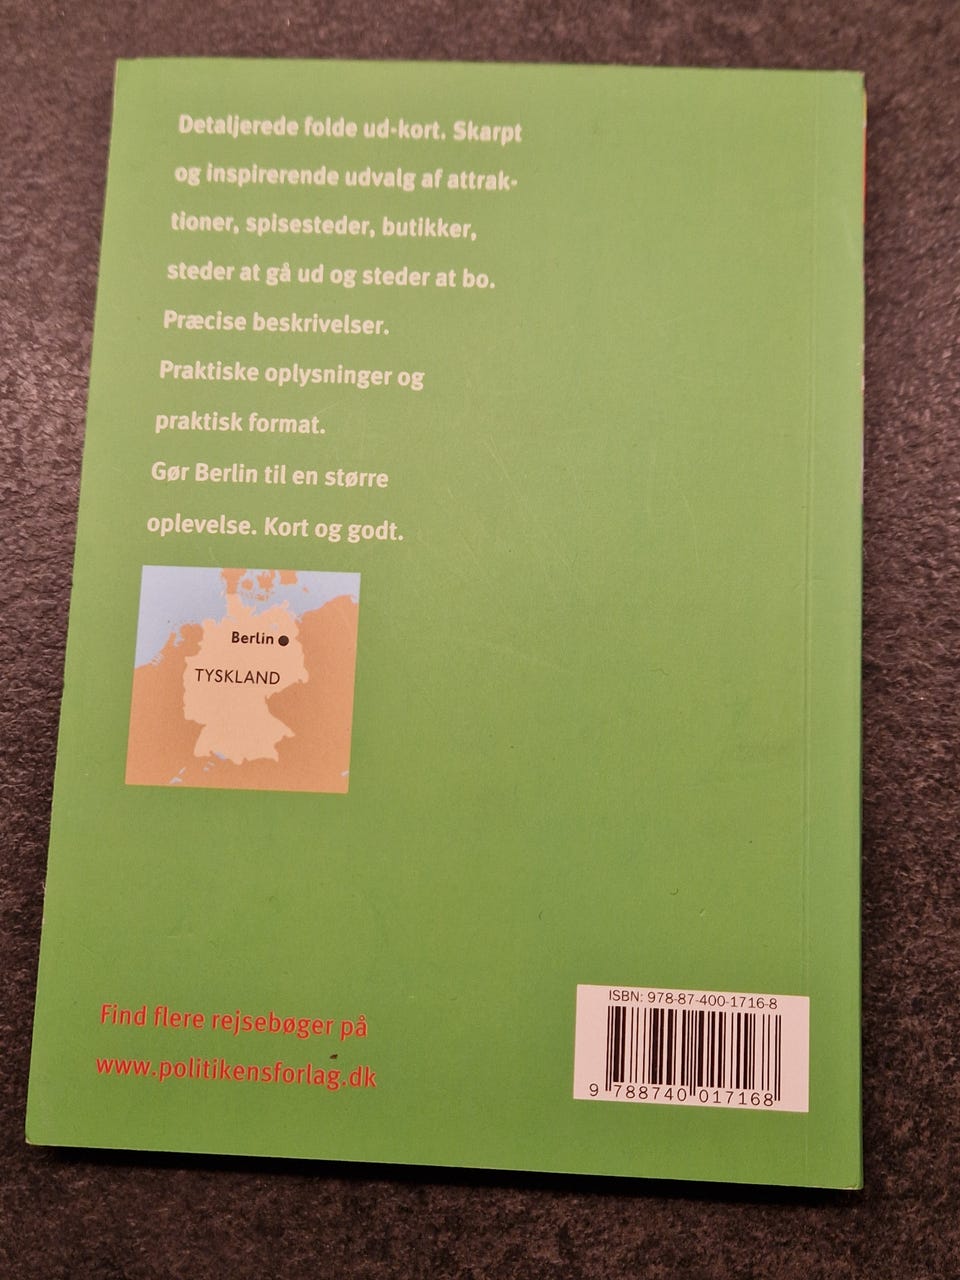 Detaljerede folde ud-kort. Skarpt
og inspirerende udvalg af attrak-
tioner, spisesteder, butikker,
steder at gå ud og steder at bo.
Præcise beskrivelser.
Praktiske oplysninger og
praktisk format.
Gør Berlin til en større
oplevelse. Kort og godt.
Berlin
TYSKLAND
Find flere rejsebøger på
www.politikensforlag.dk
ISBN: 978-87-400-1716-8
9 788740 017168